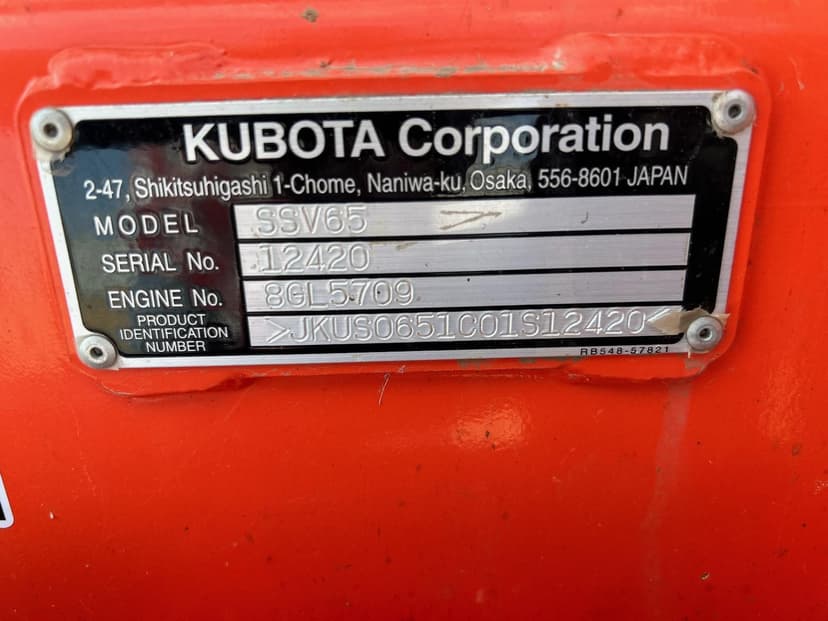 KUBOTA Corporation
2-47, Shikitsuhigashi 1-Chome, Naniwa-ku, Osaka, 556-8601 JAPAN
MODEL SSV65
SERIAL No. 12420
ENGINE No. 8GL5709
PRODUCT
IDENTIFICATION
NUMBER >JKUS0651C01S12420<
RB548-57821